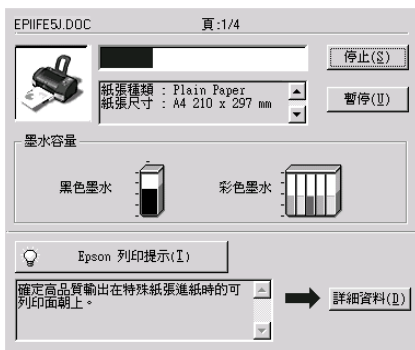 EPIIFE5J.DOC 頁:1/4
停止(S)
紙張種類 : Plain Paper
紙張尺寸 : A4 210 x 297 mm
暫停(U)
墨水容量
黑色墨水 彩色墨水
Epson 列印提示(I)
確定高品質輸出在特殊紙張進紙時的可
列印面朝上。
詳細資料(D)